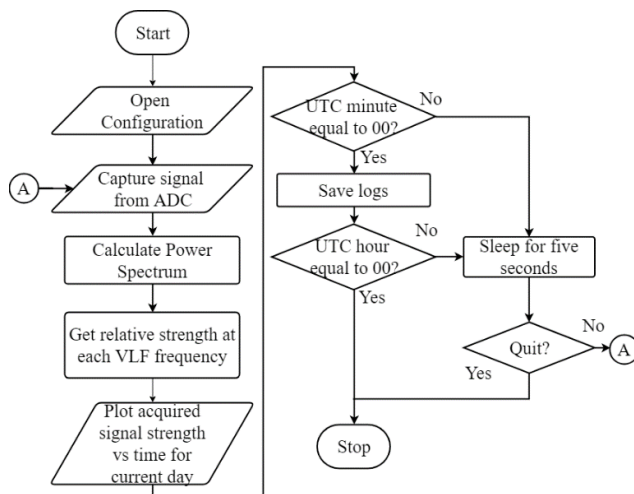 Start
Open
Configuration
A
Capture signal
from ADC
Calculate Power
Spectrum
Get relative strength at
each VLF frequency
Plot acquired
signal strength
vs time for
current day
UTC minute
equal to 00?
No
Yes
Save logs
UTC hour
equal to 00?
No
Yes
Sleep for five
seconds
Quit?
No
A
Yes
Stop